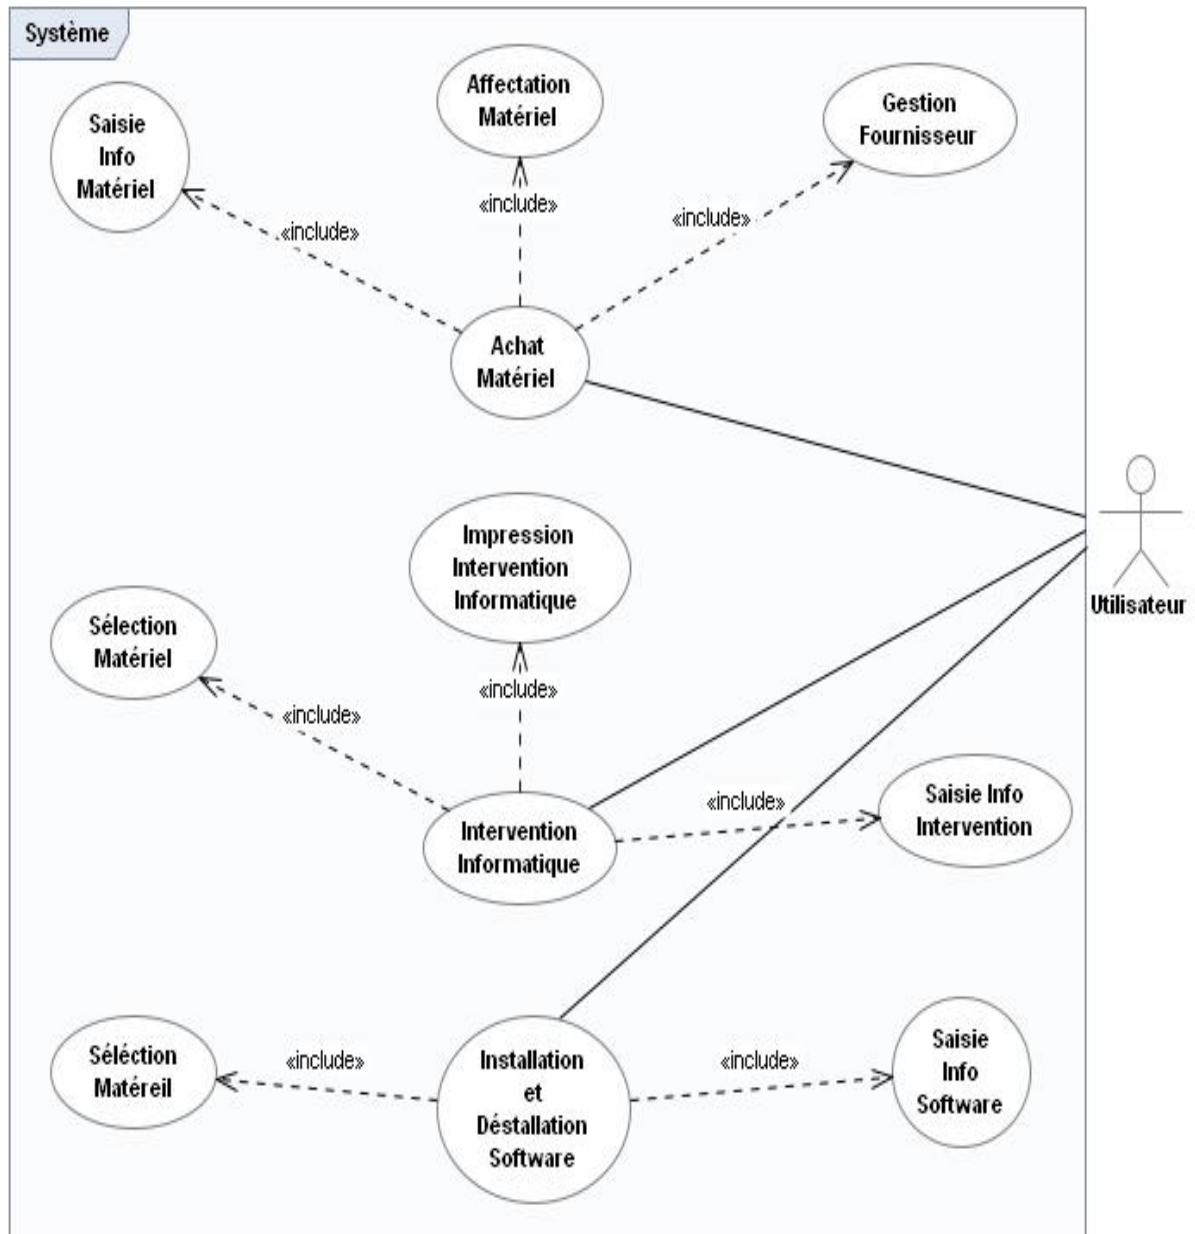 Système
Affectation
Matériel
Gestion
Fournisseur
Saisie
Info
Matériel
«include»
«include»
«include»
Achat
Matériel
Utilisateur
Impression
Intervention
Informatique
Sélection
Matériel
«include»
«include»
«include»
Saisie Info
Intervention
Intervention
Informatique
Séléction
Matéreil
«include»
Installation
et
Déstallation
Software
«include»
Saisie
Info
Software